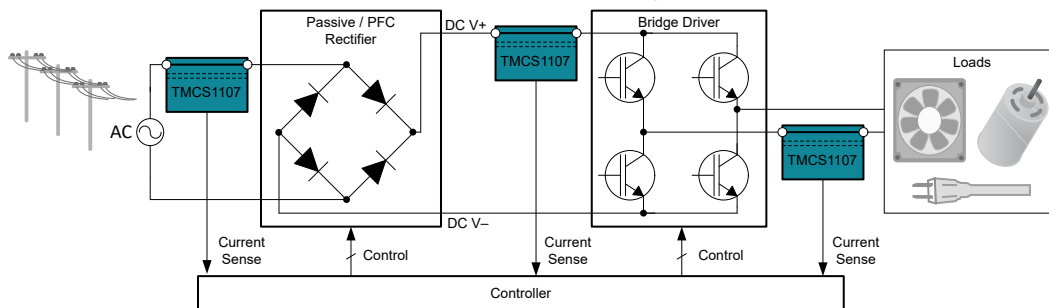 Passive / PFC
Rectifier
DC V+
TMCS1107
Bridge Driver
Loads
TMCS1107
AC
TMCS1107
DC V–
Current
Sense
Control
Current
Sense
Control
Current
Sense
Controller